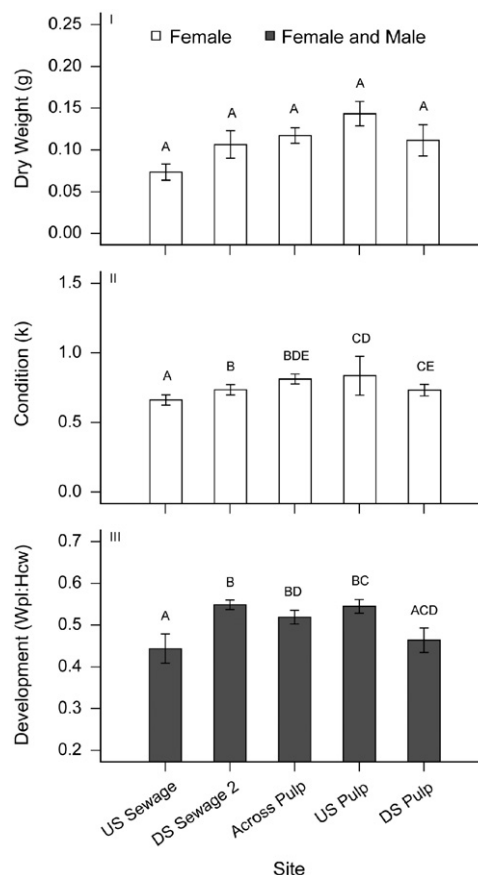 I
Female
Female and Male
Dry Weight (g)
0.25
0.20
0.15
0.10
0.05
0.00
A
A
A
A
A
II
Condition (k)
1.5
1.0
0.5
0.0
A
B
BDE
CD
CE
III
Development (Wpl:Hcw)
0.7
0.6
0.5
0.4
0.3
0.2
A
B
BD
BC
ACD
US Sewage
DS Sewage 2
Across Pulp
US Pulp
DS Pulp
Site